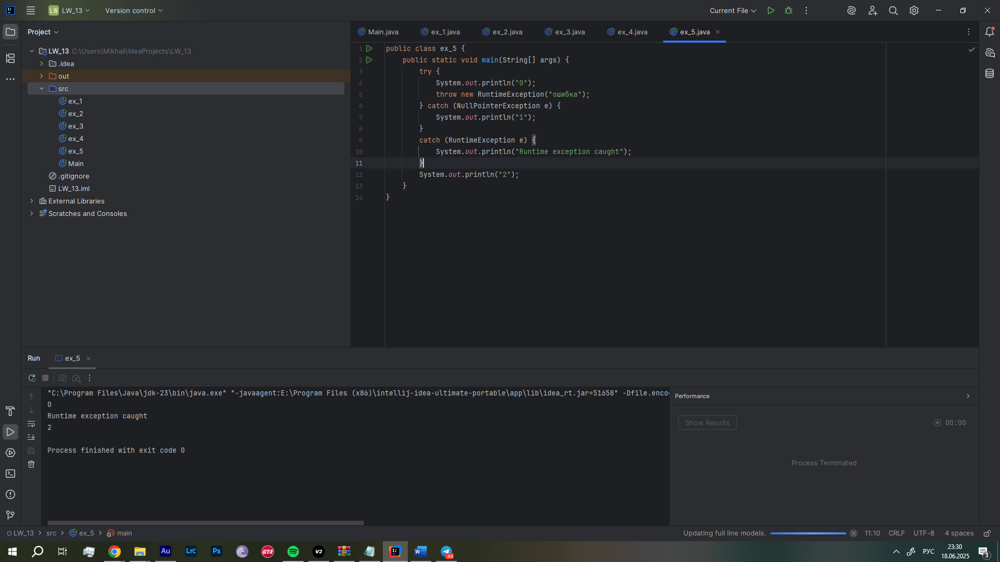 LW LW_13 Version control Current File
Project
Main.java ex_1.java ex_2.java ex_3.java ex_4.java ex_5.java
LW_13 C:\Users\Mikhail\IdeaProjects\LW_13
.idea
out
src
ex_1
ex_2
ex_3
ex_4
ex_5
Main
.gitignore
LW_13.iml
External Libraries
Scratches and Consoles
1 public class ex_5 {
2 public static void main(String[] args) {
3 try {
4 System.out.println("0");
5 throw new RuntimeException("ошибка");
6 } catch (NullPointerException e) {
7 System.out.println("1");
8 }
9 catch (RuntimeException e) {
10 System.out.println("Runtime exception caught");
11 }
12 System.out.println("2");
13 }
14 }
Run ex_5
"C:\Program Files\Java\jdk-23\bin\java.exe" "-javaagent:E:\Program Files (x86)\intellij-idea-ultimate-portable\app\lib\idea_rt.jar=51658" -Dfile.enco
0
Runtime exception caught
2
Process finished with exit code 0
Performance
Show Results 00:00
Process Terminated
LW_13 src ex_5 main Updating full line models. 11:10 CRLF UTF-8 4 spaces
Au LrC Ps GT3 V2 IJ W 94 РУС 23:30
18.06.2025 3